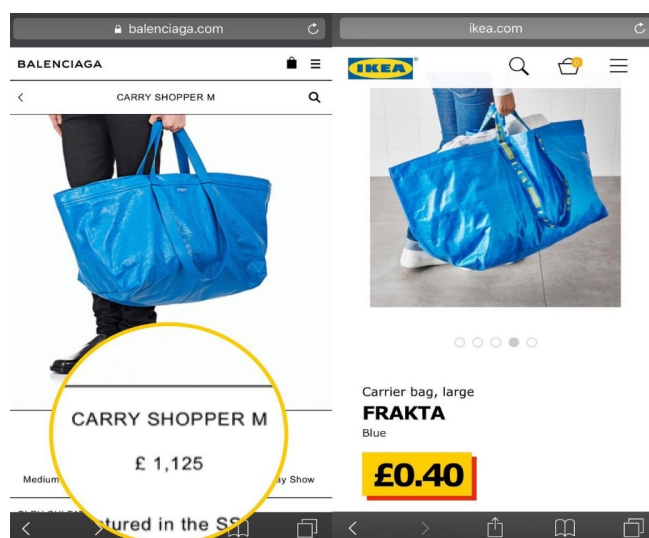 balenciaga.com
BALENCIAGA
CARRY SHOPPER M
CARRY SHOPPER M
£ 1,125
Medium
ay Show
tured in the SS
ikea.com
IKEA
0
Carrier bag, large
FRAKTA
Blue
£0.40